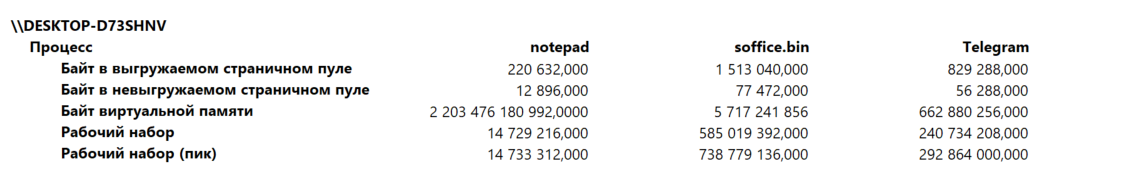 \\DESKTOP-D73SHNV
Процесс notepad soffice.bin Telegram
Байт в выгружаемом страничном пуле 220 632,000 1 513 040,000 829 288,000
Байт в невыгружаемом страничном пуле 12 896,000 77 472,000 56 288,000
Байт виртуальной памяти 2 203 476 180 992,0000 5 717 241 856 662 880 256,000
Рабочий набор 14 729 216,000 585 019 392,000 240 734 208,000
Рабочий набор (пик) 14 733 312,000 738 779 136,000 292 864 000,000